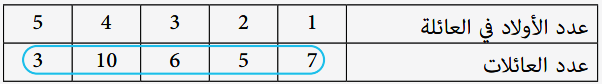 عدد الأولاد في العائلة 1 2 3 4 5
عدد العائلات 7 5 6 10 3